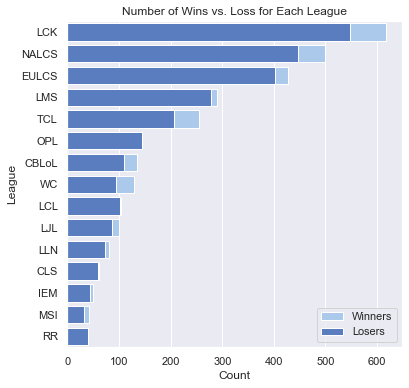 Number of Wins vs. Loss for Each League
League
LCK
NALCS
EULCS
LMS
TCL
OPL
CBLoL
WC
LCL
LJL
LLN
CLS
IEM
MSI
RR
Winners
Losers
0 100 200 300 400 500 600
Count